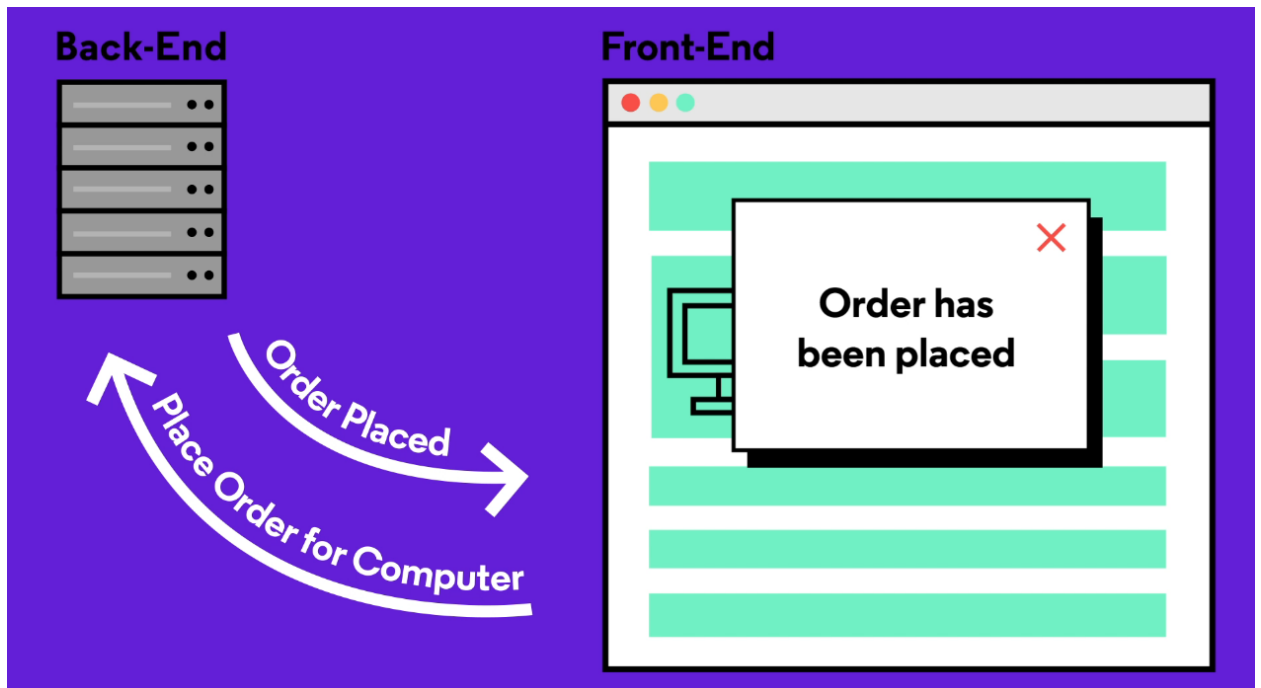 Back-End
Front-End
Order has
been placed
Order Placed
Place Order for Computer